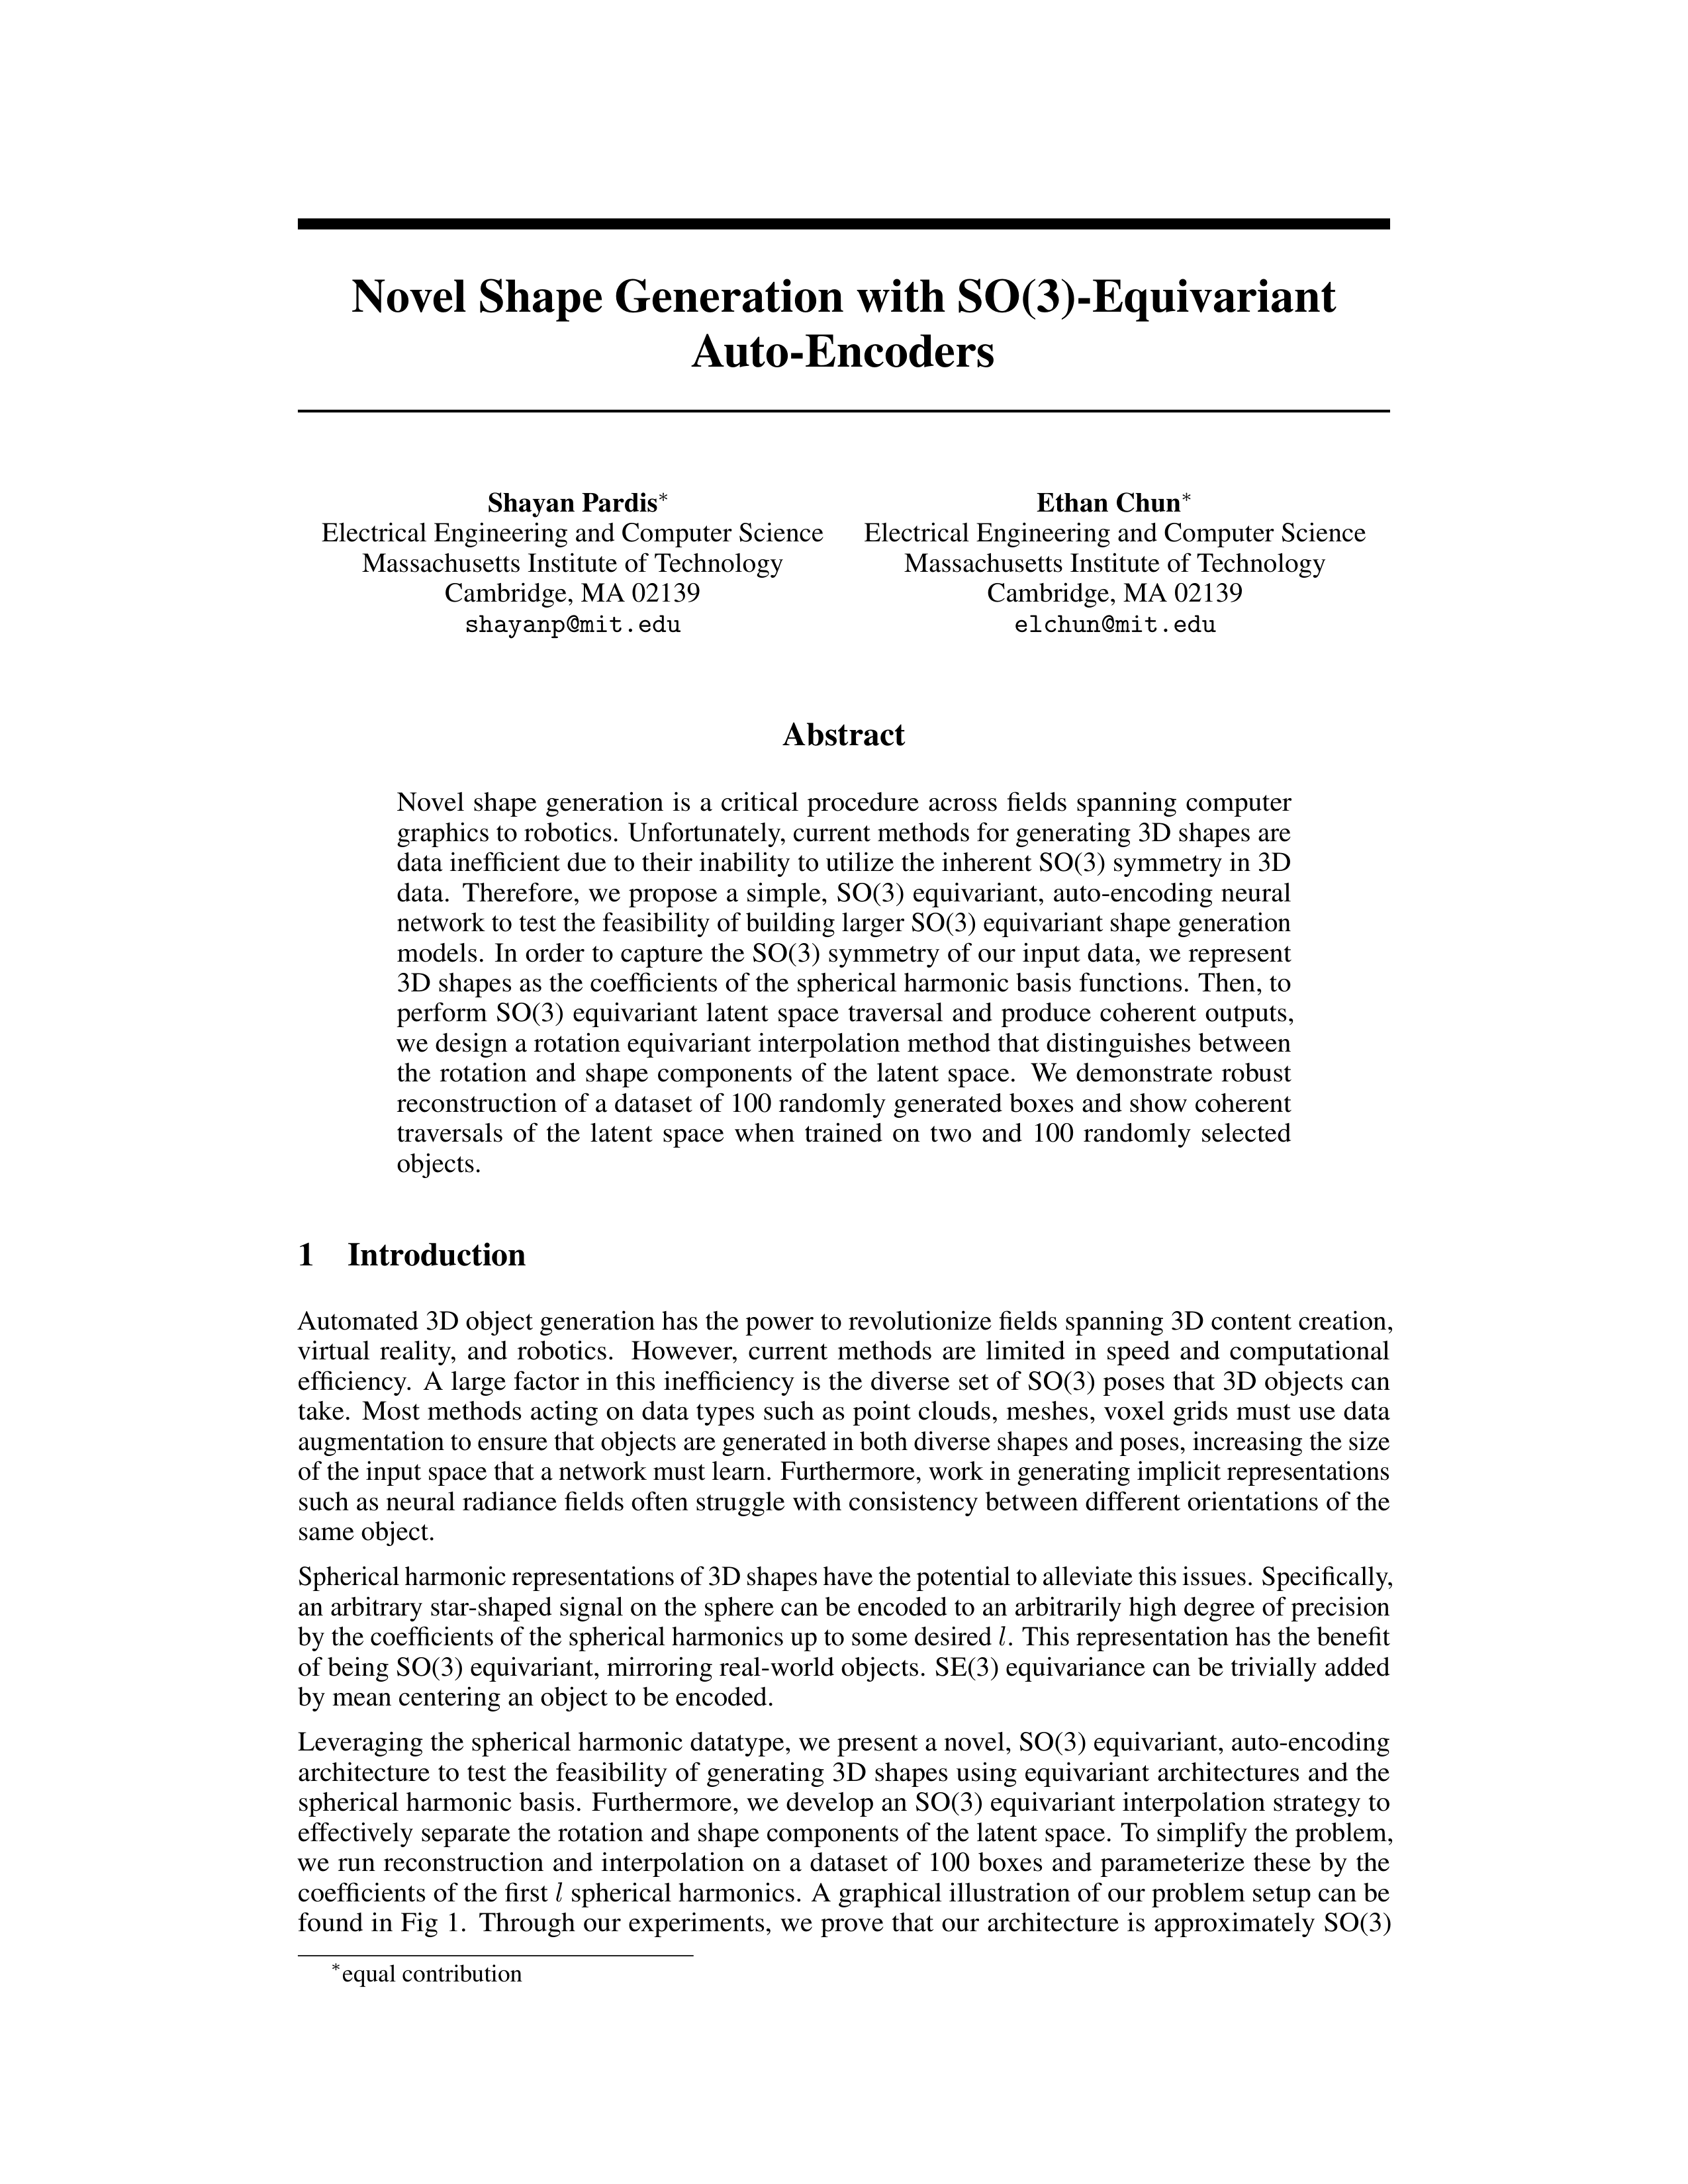 Novel Shape Generation with SO(3)-Equivariant
Auto-Encoders
Shayan Pardis*
Electrical Engineering and Computer Science
Massachusetts Institute of Technology
Cambridge, MA 02139
shayanp@mit.edu
Ethan Chun*
Electrical Engineering and Computer Science
Massachusetts Institute of Technology
Cambridge, MA 02139
elchun@mit.edu
Abstract
Novel shape generation is a critical procedure across fields spanning computer
graphics to robotics. Unfortunately, current methods for generating 3D shapes are
data inefficient due to their inability to utilize the inherent SO(3) symmetry in 3D
data. Therefore, we propose a simple, SO(3) equivariant, auto-encoding neural
network to test the feasibility of building larger SO(3) equivariant shape generation
models. In order to capture the SO(3) symmetry of our input data, we represent
3D shapes as the coefficients of the spherical harmonic basis functions. Then, to
perform SO(3) equivariant latent space traversal and produce coherent outputs,
we design a rotation equivariant interpolation method that distinguishes between
the rotation and shape components of the latent space. We demonstrate robust
reconstruction of a dataset of 100 randomly generated boxes and show coherent
traversals of the latent space when trained on two and 100 randomly selected
objects.
1 Introduction
Automated 3D object generation has the power to revolutionize fields spanning 3D content creation,
virtual reality, and robotics. However, current methods are limited in speed and computational
efficiency. A large factor in this inefficiency is the diverse set of SO(3) poses that 3D objects can
take. Most methods acting on data types such as point clouds, meshes, voxel grids must use data
augmentation to ensure that objects are generated in both diverse shapes and poses, increasing the size
of the input space that a network must learn. Furthermore, work in generating implicit representations
such as neural radiance fields often struggle with consistency between different orientations of the
same object.
Spherical harmonic representations of 3D shapes have the potential to alleviate this issues. Specifically,
an arbitrary star-shaped signal on the sphere can be encoded to an arbitrarily high degree of precision
by the coefficients of the spherical harmonics up to some desired l. This representation has the benefit
of being SO(3) equivariant, mirroring real-world objects. SE(3) equivariance can be trivially added
by mean centering an object to be encoded.
Leveraging the spherical harmonic datatype, we present a novel, SO(3) equivariant, auto-encoding
architecture to test the feasibility of generating 3D shapes using equivariant architectures and the
spherical harmonic basis. Furthermore, we develop an SO(3) equivariant interpolation strategy to
effectively separate the rotation and shape components of the latent space. To simplify the problem,
we run reconstruction and interpolation on a dataset of 100 boxes and parameterize these by the
coefficients of the first l spherical harmonics. A graphical illustration of our problem setup can be
found in Fig 1. Through our experiments, we prove that our architecture is approximately SO(3)
*equal contribution